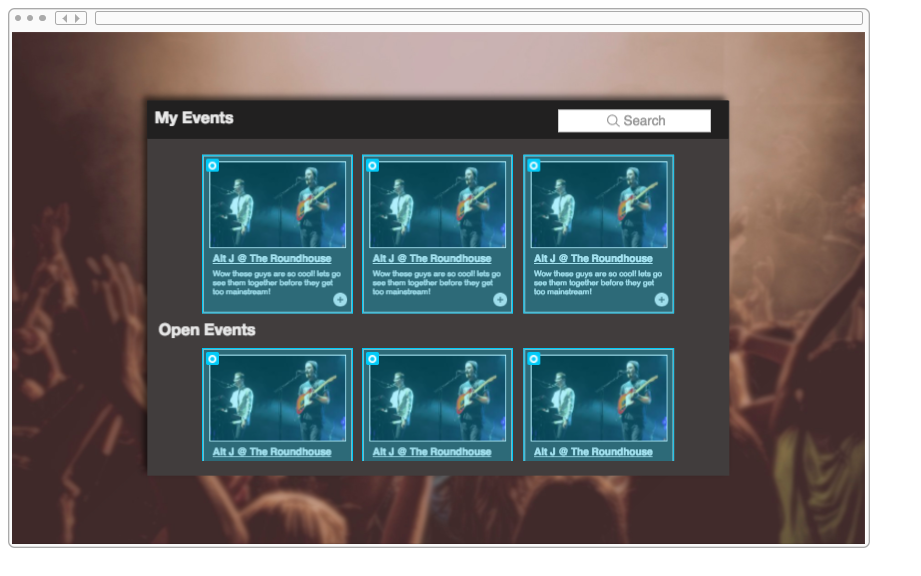 My Events
Search
Alt J @ The Roundhouse
Wow these guys are so cool! lets go
see them together before they get
too mainstream!
Alt J @ The Roundhouse
Wow these guys are so cool! lets go
see them together before they get
too mainstream!
Alt J @ The Roundhouse
Wow these guys are so cool! lets go
see them together before they get
too mainstream!
Open Events
Alt J @ The Roundhouse
Alt J @ The Roundhouse
Alt J @ The Roundhouse